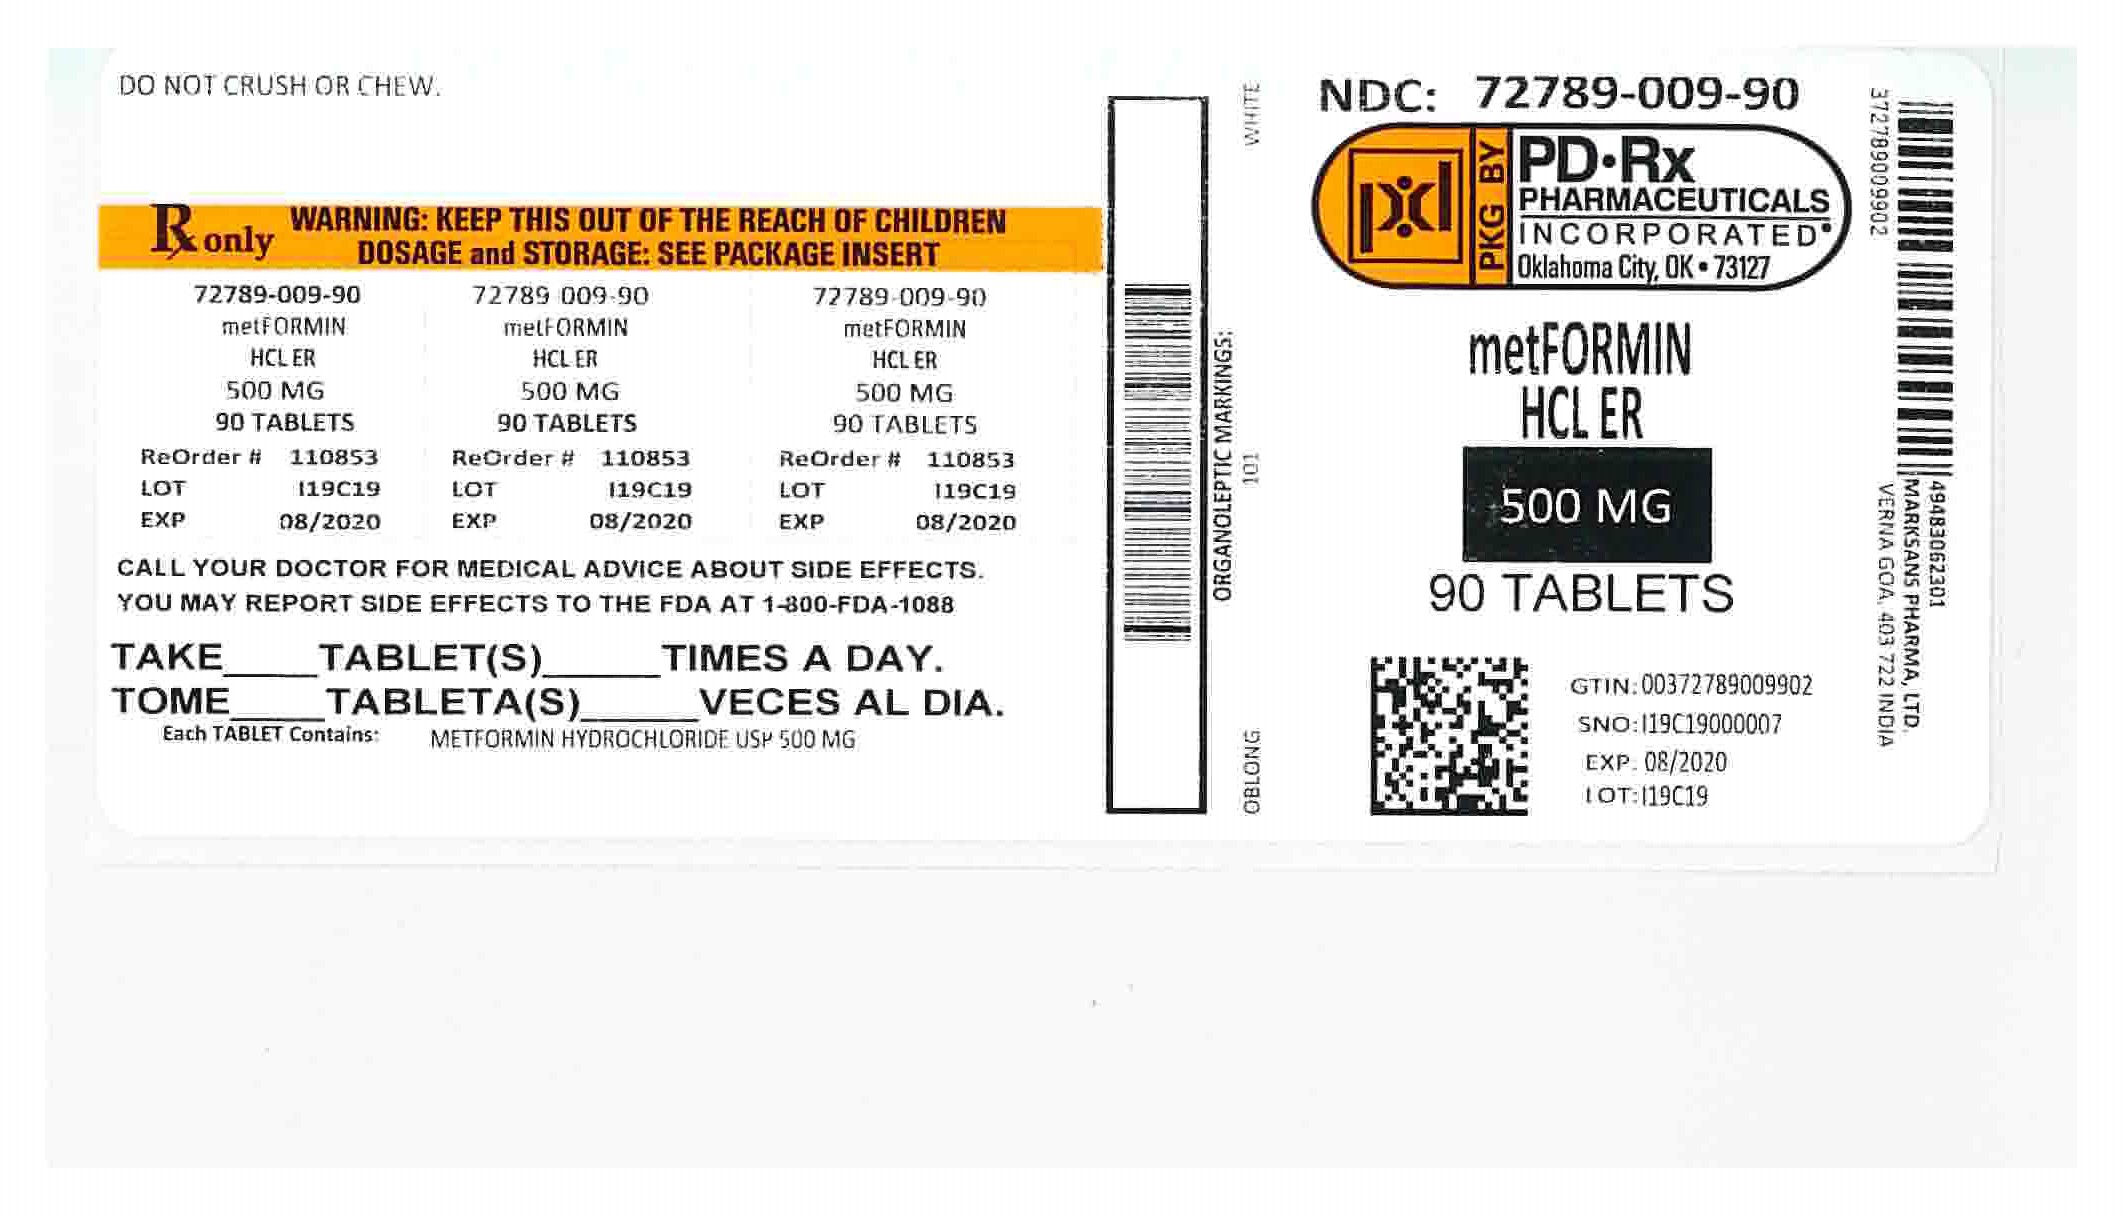 DO NOT CRUSH OR CHEW.
Rx only
WARNING: KEEP THIS OUT OF THE REACH OF CHILDREN
DOSAGE and STORAGE: SEE PACKAGE INSERT
72789-009-90 72789-009-90 72789-009-90
metFORMIN metFORMIN metFORMIN
HCL ER HCL ER HCL ER
500 MG 500 MG 500 MG
90 TABLETS 90 TABLETS 90 TABLETS
ReOrder # 110853 ReOrder # 110853 ReOrder # 110853
LOT I19C19 LOT I19C19 LOT I19C19
EXP 08/2020 EXP 08/2020 EXP 08/2020
CALL YOUR DOCTOR FOR MEDICAL ADVICE ABOUT SIDE EFFECTS.
YOU MAY REPORT SIDE EFFECTS TO THE FDA AT 1-800-FDA-1088
TAKE____TABLET(S)_____TIMES A DAY.
TOME____TABLETA(S)_____VECES AL DIA.
Each TABLET Contains: METFORMIN HYDROCHLORIDE USP 500 MG
ORGANOLEPTIC MARKINGS:
OBLONG 101 WHITE
NDC: 72789-009-90
PKG BY
PD•Rx
PHARMACEUTICALS
INCORPORATED
Oklahoma City, OK • 73127
metFORMIN
HCL ER
500 MG
90 TABLETS
GTIN:00372789009902
SNO:I19C19000007
EXP: 08/2020
LOT:I19C19
372789009902
49483062301
MARKSANS PHARMA, LTD.
VERNA GOA, 403 722 INDIA